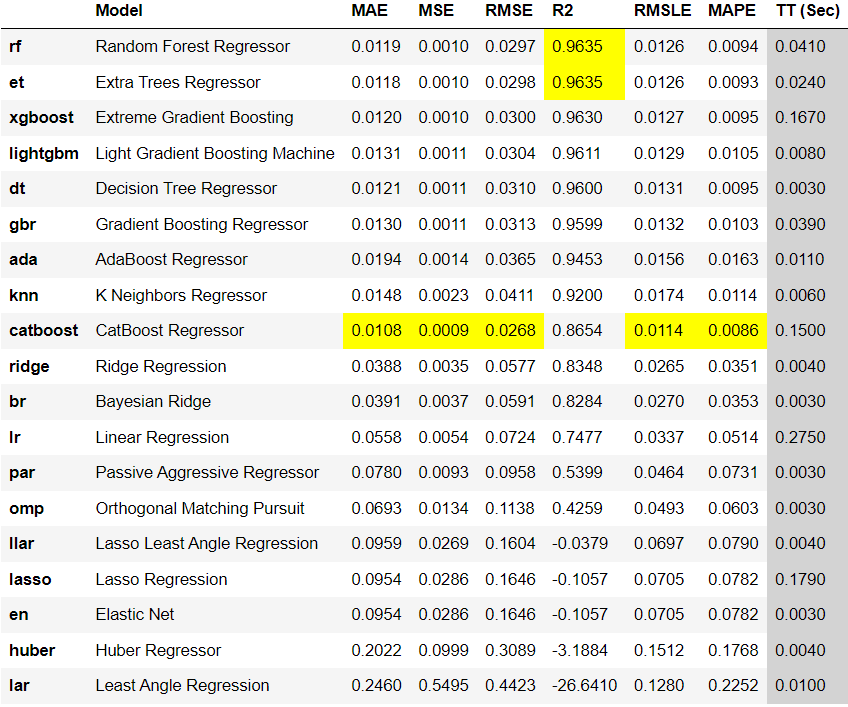 Model MAE MSE RMSE R2 RMSLE MAPE TT (Sec)
rf Random Forest Regressor 0.0119 0.0010 0.0297 0.9635 0.0126 0.0094 0.0410
et Extra Trees Regressor 0.0118 0.0010 0.0298 0.9635 0.0126 0.0093 0.0240
xgboost Extreme Gradient Boosting 0.0120 0.0010 0.0300 0.9630 0.0127 0.0095 0.1670
lightgbm Light Gradient Boosting Machine 0.0131 0.0011 0.0304 0.9611 0.0129 0.0105 0.0080
dt Decision Tree Regressor 0.0121 0.0011 0.0310 0.9600 0.0131 0.0095 0.0030
gbr Gradient Boosting Regressor 0.0130 0.0011 0.0313 0.9599 0.0132 0.0103 0.0390
ada AdaBoost Regressor 0.0194 0.0014 0.0365 0.9453 0.0156 0.0163 0.0110
knn K Neighbors Regressor 0.0148 0.0023 0.0411 0.9200 0.0174 0.0114 0.0060
catboost CatBoost Regressor 0.0108 0.0009 0.0268 0.8654 0.0114 0.0086 0.1500
ridge Ridge Regression 0.0388 0.0035 0.0577 0.8348 0.0265 0.0351 0.0040
br Bayesian Ridge 0.0391 0.0037 0.0591 0.8284 0.0270 0.0353 0.0030
lr Linear Regression 0.0558 0.0054 0.0724 0.7477 0.0337 0.0514 0.2750
par Passive Aggressive Regressor 0.0780 0.0093 0.0958 0.5399 0.0464 0.0731 0.0030
omp Orthogonal Matching Pursuit 0.0693 0.0134 0.1138 0.4259 0.0493 0.0603 0.0030
llar Lasso Least Angle Regression 0.0959 0.0269 0.1604 -0.0379 0.0697 0.0790 0.0040
lasso Lasso Regression 0.0954 0.0286 0.1646 -0.1057 0.0705 0.0782 0.1790
en Elastic Net 0.0954 0.0286 0.1646 -0.1057 0.0705 0.0782 0.0030
huber Huber Regressor 0.2022 0.0999 0.3089 -3.1884 0.1512 0.1768 0.0040
lar Least Angle Regression 0.2460 0.5495 0.4423 -26.6410 0.1280 0.2252 0.0100